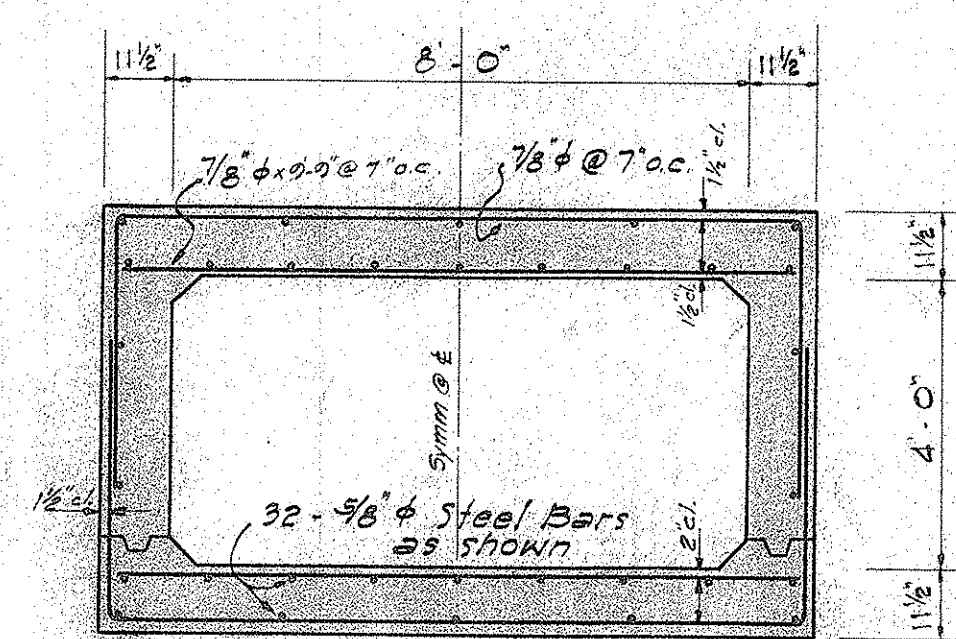 11½"
8'-0"
11½"
7/8" φ x 9'-9" @ 7" o.c.
7/8" φ @ 7" o.c.
1½" cl.
11½"
1½" cl.
Symm @ ℄
4'-0"
1½" cl.
32 - 5/8" φ Steel Bars
as shown
2" cl.
11½"